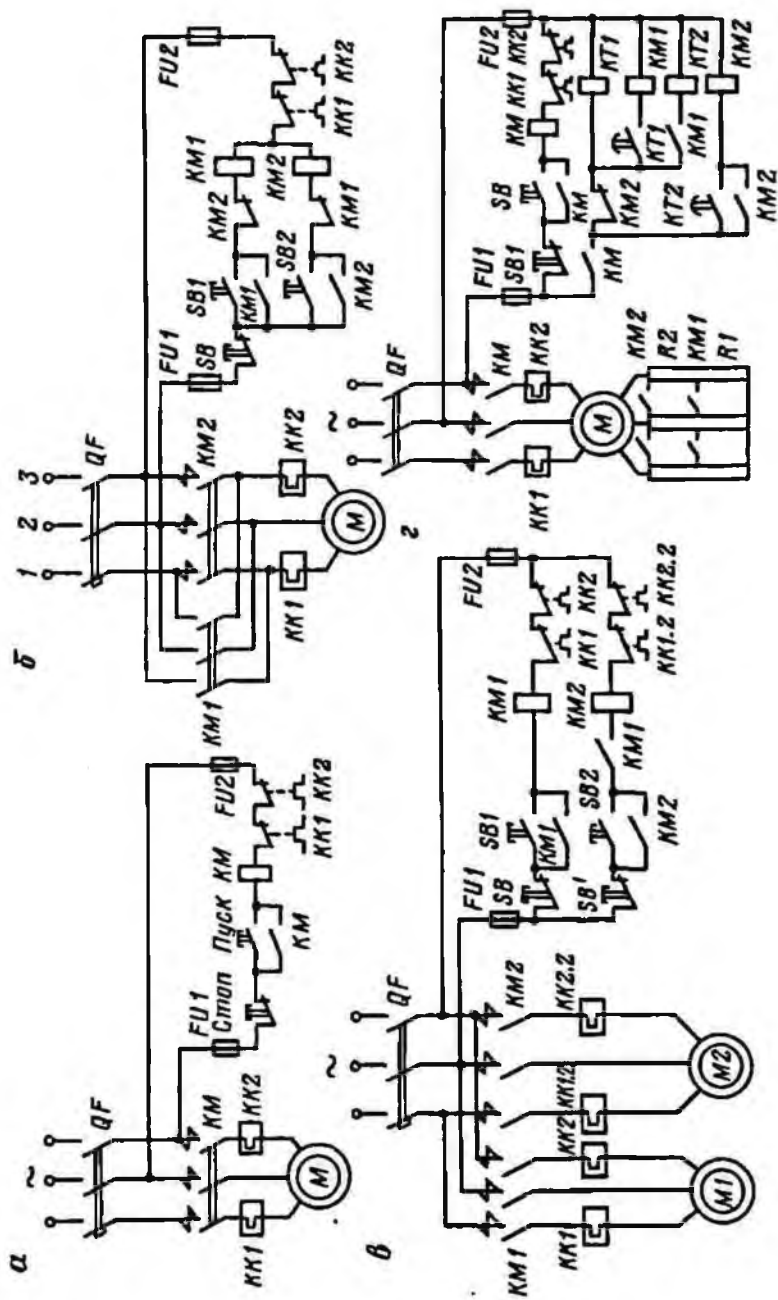 а
~
QF
KM
KK1
KK2
M
FU1
Стоп
Пуск
KM
KM
FU2
KK1
KK2
б
1
2
3
QF
KM1
KM2
KK1
KK2
M
FU1
SB
SB1
KM1
KM2
KM1
SB2
KM2
KM1
KM2
FU2
KK1
KK2
в
~
QF
KM1
KM2
KK1
KK2
KK1.2
KK2.2
M1
M2
FU1
SB
SB1
KM1
KM1
SB'
SB2
KM2
KM1
KM2
FU2
KK1
KK2
KK1.2
KK2.2
г
~
QF
KM
KK1
KK2
M
KM2
R2
KM1
R1
FU1
SB1
SB
KM
KM
KK1
KK2
FU2
KM
KM2
KT1
KT1
KM1
KM1
KT2
KT2
KM2
KM2